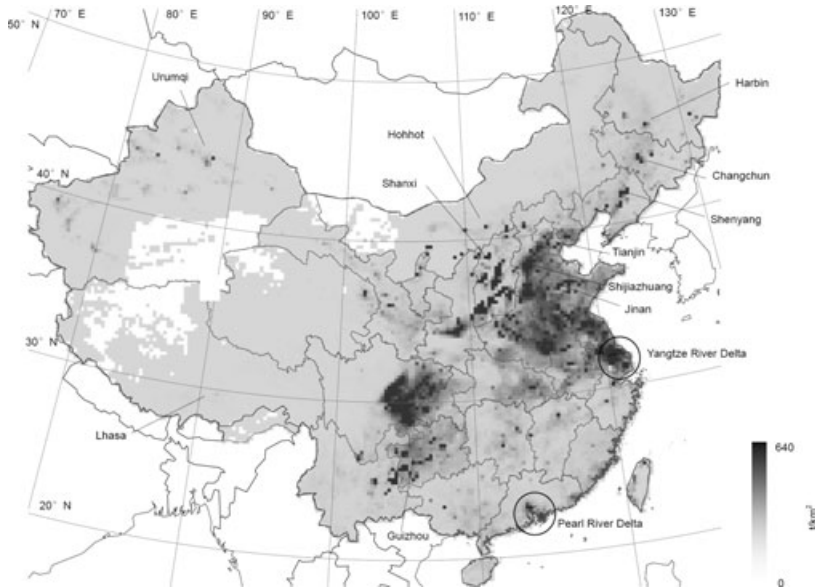 70° E
80° E
90° E
100° E
110° E
120° E
130° E
50° N
Urumqi
Harbin
Hohhot
40° N
Shanxi
Changchun
Shenyang
Tianjin
Shijiazhuang
Jinan
30° N
Yangtze River Delta
Lhasa
640
20° N
Pearl River Delta
Guizhou
t/km²
0